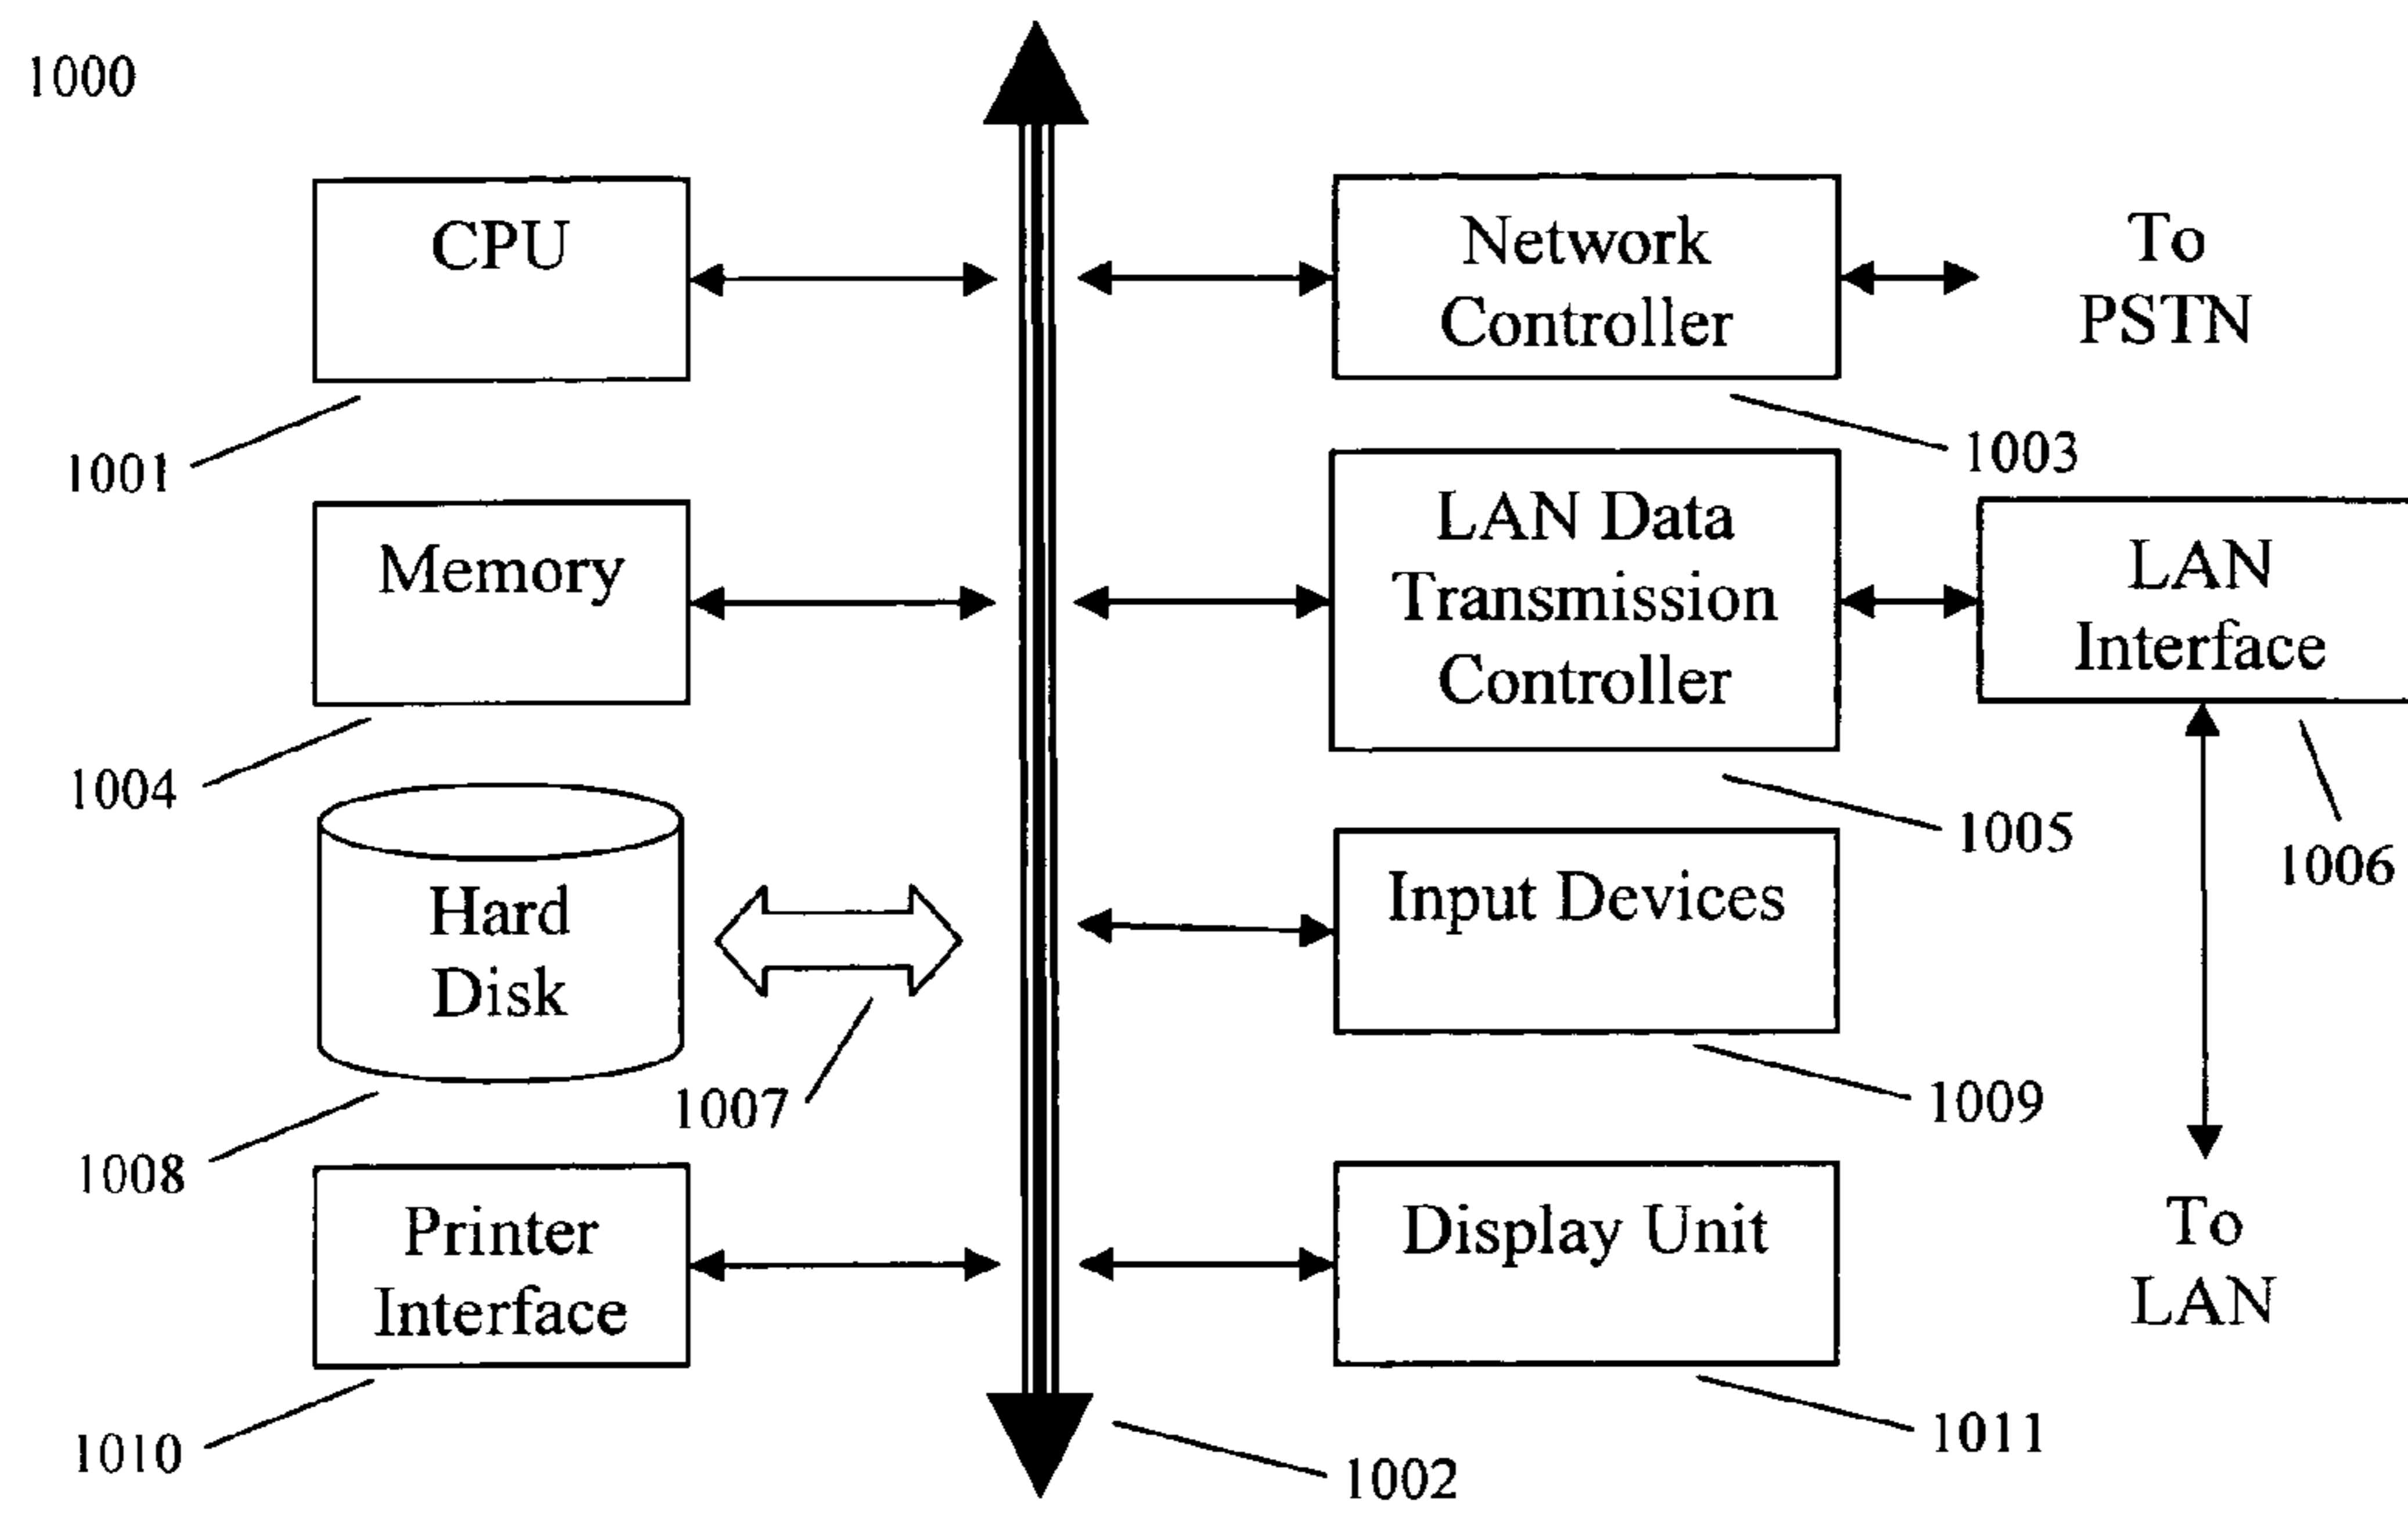 1000
CPU
Network
Controller
To
PSTN
1001
1003
Memory
LAN Data
Transmission
Controller
LAN
Interface
1004
1005
1006
Hard
Disk
Input Devices
1007
1009
1008
Printer
Interface
Display Unit
To
LAN
1010
1011
1002